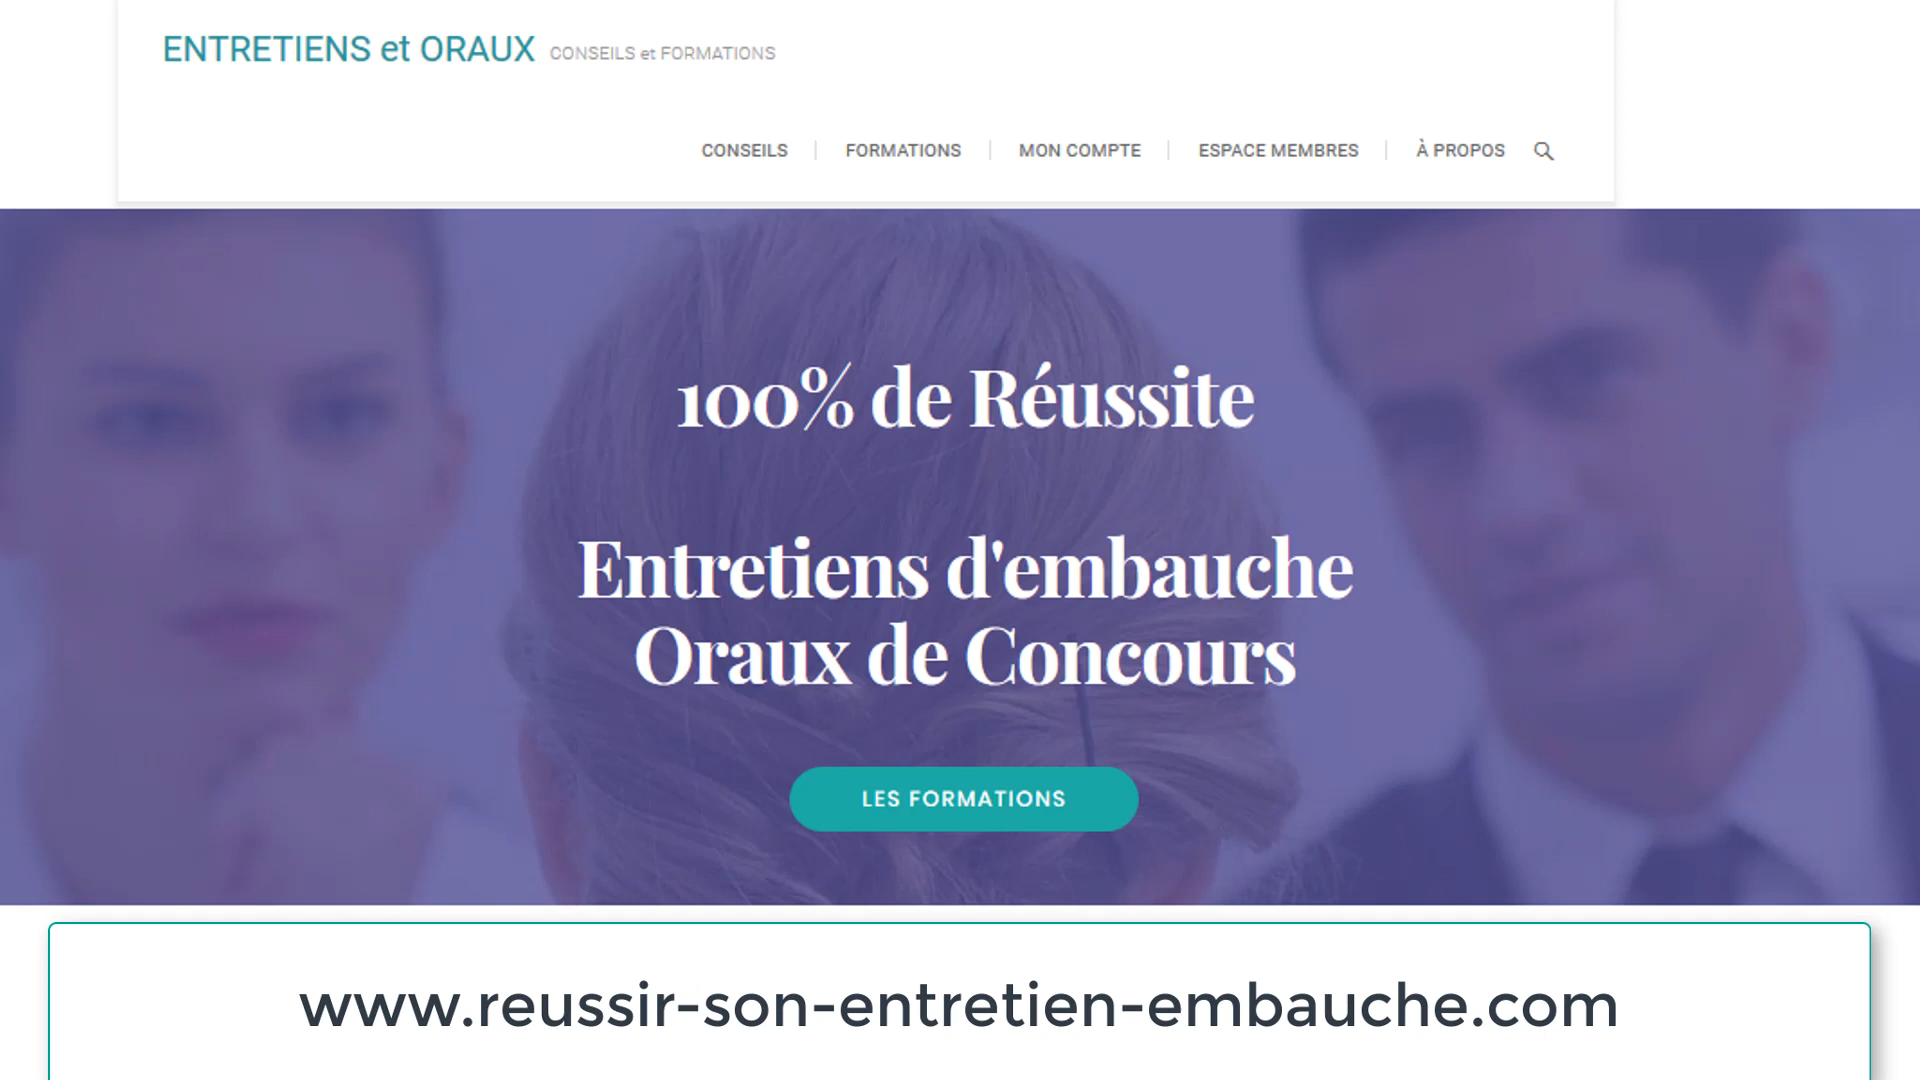 ENTRETIENS et ORAUX CONSEILS et FORMATIONS
CONSEILS FORMATIONS MON COMPTE ESPACE MEMBRES À PROPOS
100% de Réussite
Entretiens d'embauche
Oraux de Concours
LES FORMATIONS
www.reussir-son-entretien-embauche.com